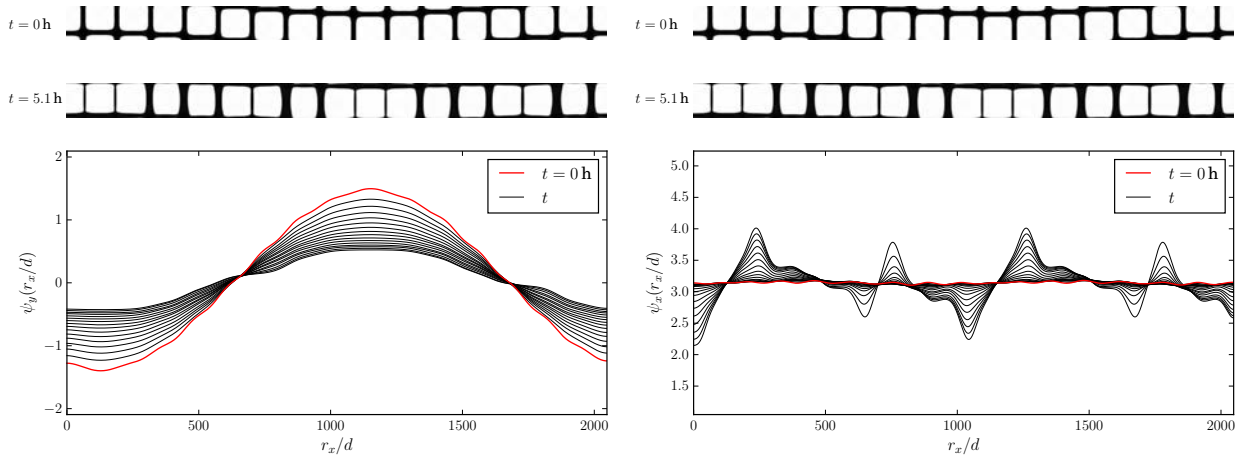 t = 0 h
t = 5.1 h
2
1
0
−1
−2
ψ_y(r_x/d)
t = 0 h
t
0 500 1000 1500 2000
r_x/d
t = 0 h
t = 5.1 h
5.0
4.5
4.0
3.5
3.0
2.5
2.0
1.5
ψ_x(r_x/d)
t = 0 h
t
0 500 1000 1500 2000
r_x/d